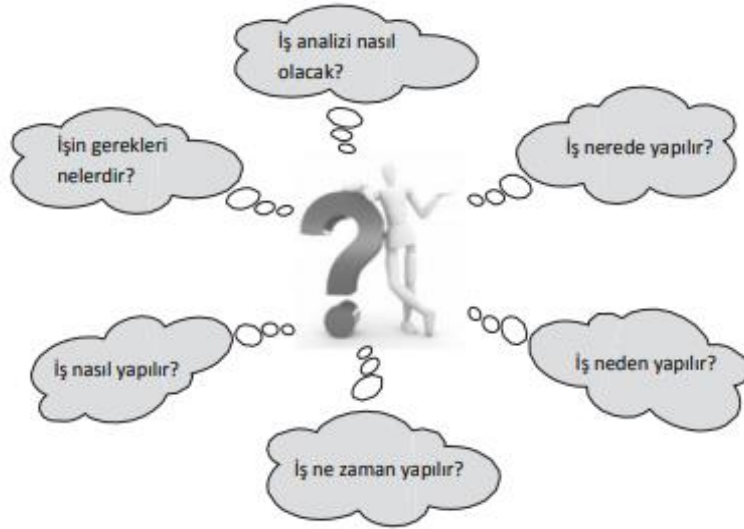 İş analizi nasıl
olacak?
İşin gerekleri
nelerdir?
İş nerede yapılır?
İş nasıl yapılır?
İş neden yapılır?
İş ne zaman yapılır?